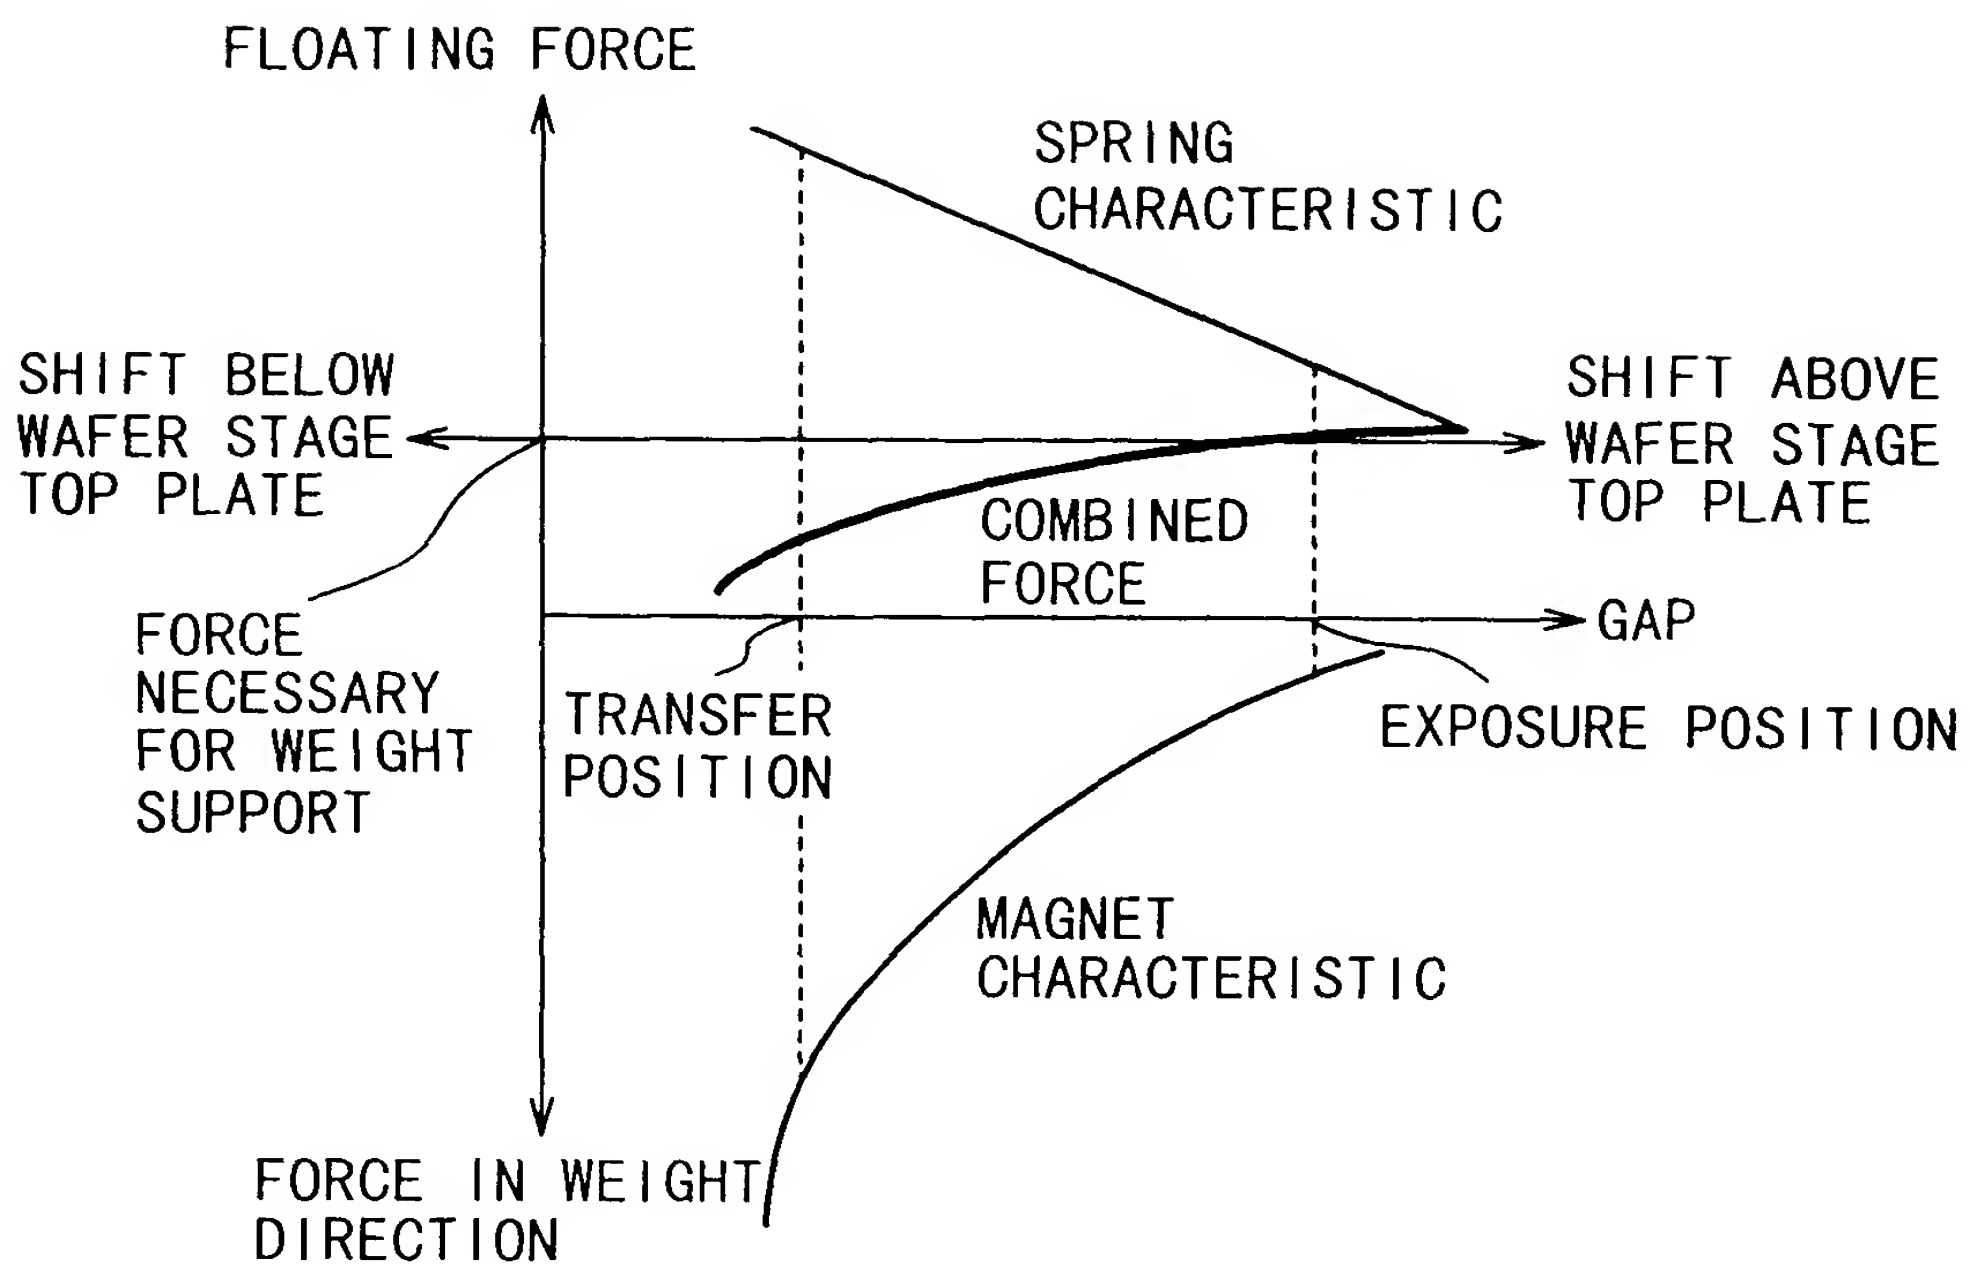 FLOATING FORCE
SPRING
CHARACTERISTIC
SHIFT BELOW
WAFER STAGE
TOP PLATE
SHIFT ABOVE
WAFER STAGE
TOP PLATE
COMBINED
FORCE
GAP
FORCE
NECESSARY
FOR WEIGHT
SUPPORT
TRANSFER
POSITION
EXPOSURE POSITION
MAGNET
CHARACTERISTIC
FORCE IN WEIGHT
DIRECTION